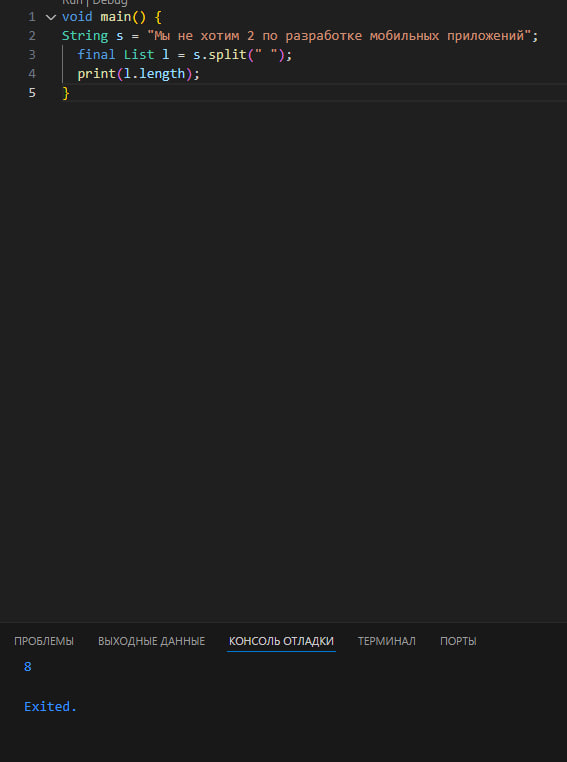 Run | Debug
1 void main() {
2 String s = "Мы не хотим 2 по разработке мобильных приложений";
3 final List l = s.split(" ");
4 print(l.length);
5 }
ПРОБЛЕМЫ ВЫХОДНЫЕ ДАННЫЕ КОНСОЛЬ ОТЛАДКИ ТЕРМИНАЛ ПОРТЫ
8
Exited.